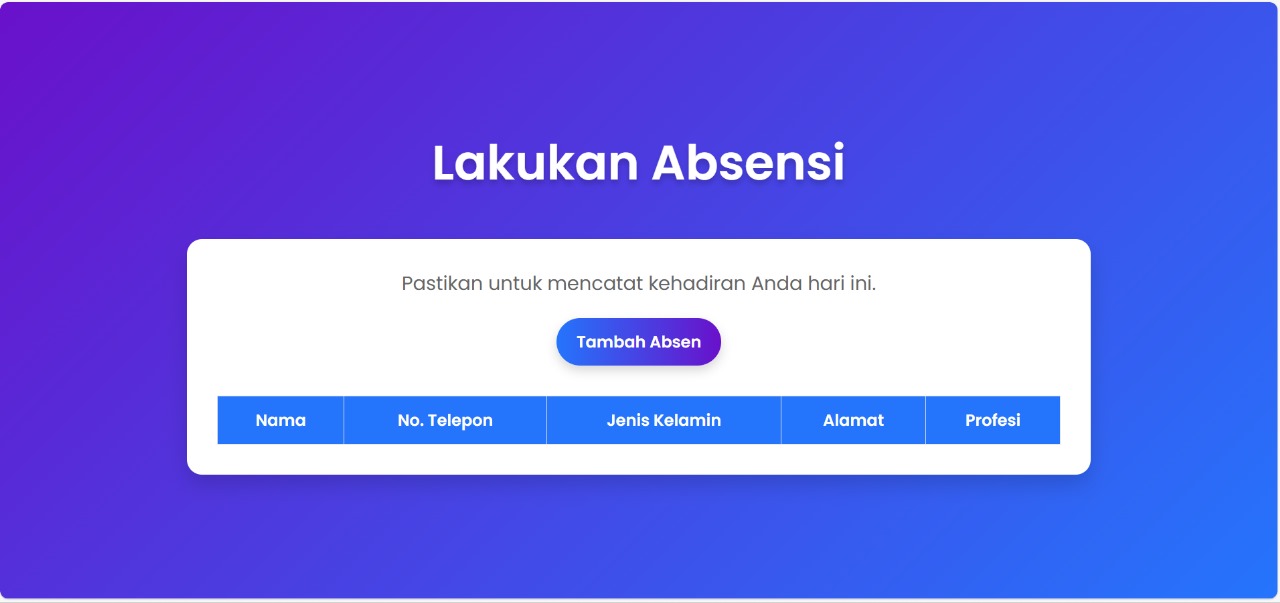 Lakukan Absensi
Pastikan untuk mencatat kehadiran Anda hari ini.
Tambah Absen
Nama No. Telepon Jenis Kelamin Alamat Profesi